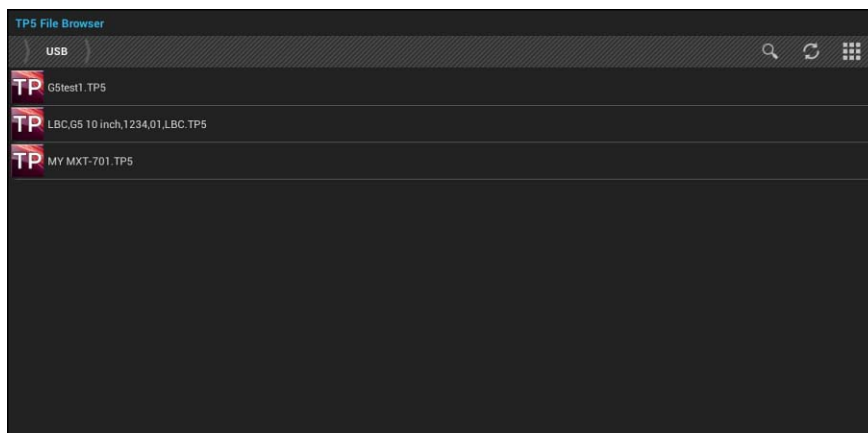 TP5 File Browser
USB
TP G5test1.TP5
TP LBC,G5 10 inch,1234,01,LBC.TP5
TP MY MXT-701.TP5